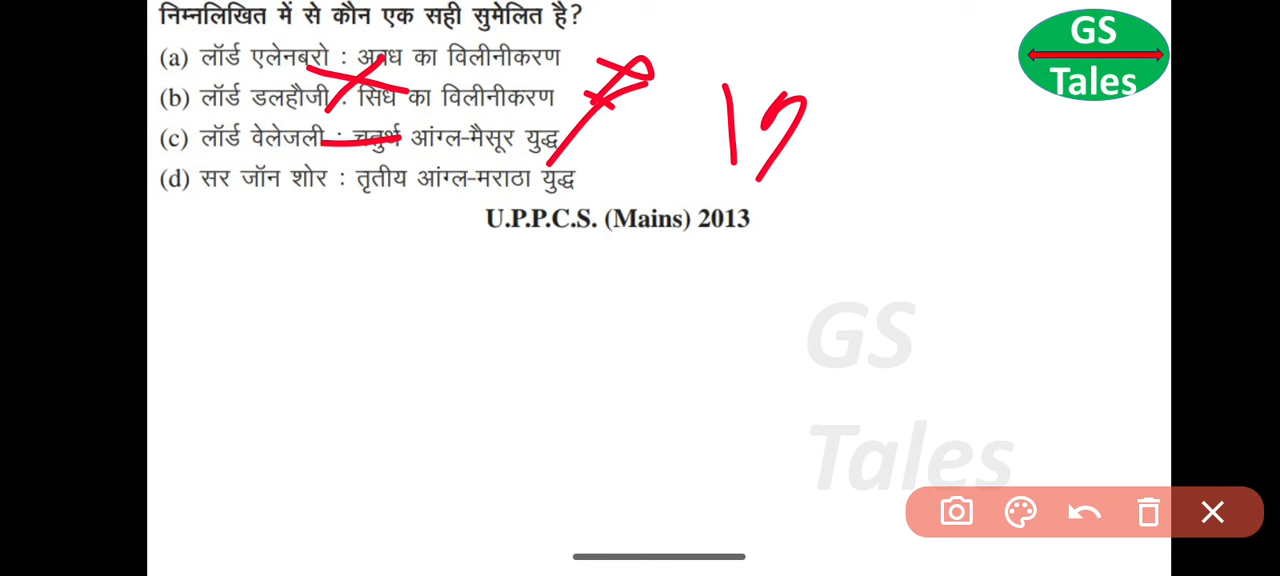 निम्नलिखित में से कौन एक सही सुमेलित है?
(a) लॉर्ड एलेनबरो : अवध का विलीनीकरण
(b) लॉर्ड डलहौजी : सिंध का विलीनीकरण
(c) लॉर्ड वेलेजली : चतुर्थ आंग्ल-मैसूर युद्ध
(d) सर जॉन शोर : तृतीय आंग्ल-मराठा युद्ध
U.P.P.C.S. (Mains) 2013
GS
Tales
GS
Tales